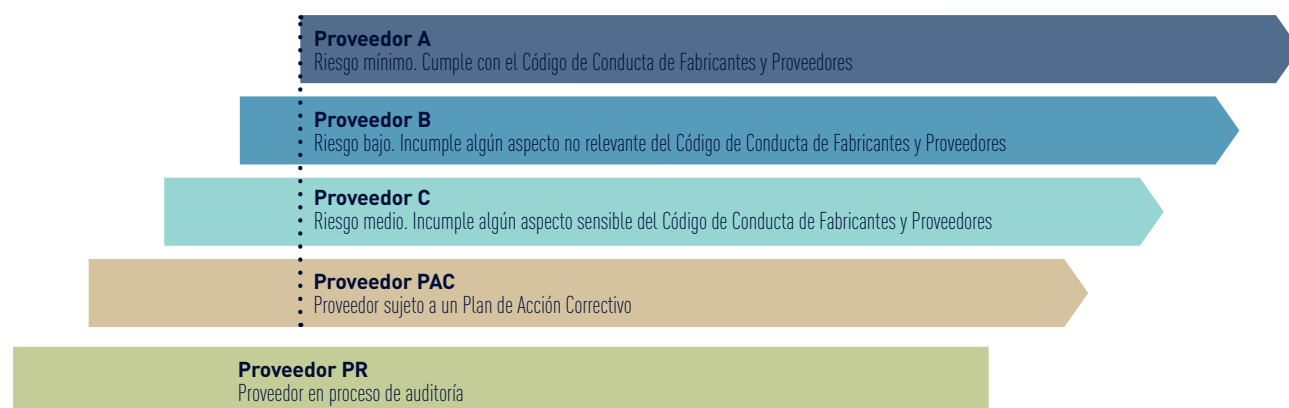 Proveedor A
Riesgo mínimo. Cumple con el Código de Conducta de Fabricantes y Proveedores
Proveedor B
Riesgo bajo. Incumple algún aspecto no relevante del Código de Conducta de Fabricantes y Proveedores
Proveedor C
Riesgo medio. Incumple algún aspecto sensible del Código de Conducta de Fabricantes y Proveedores
Proveedor PAC
Proveedor sujeto a un Plan de Acción Correctivo
Proveedor PR
Proveedor en proceso de auditoría